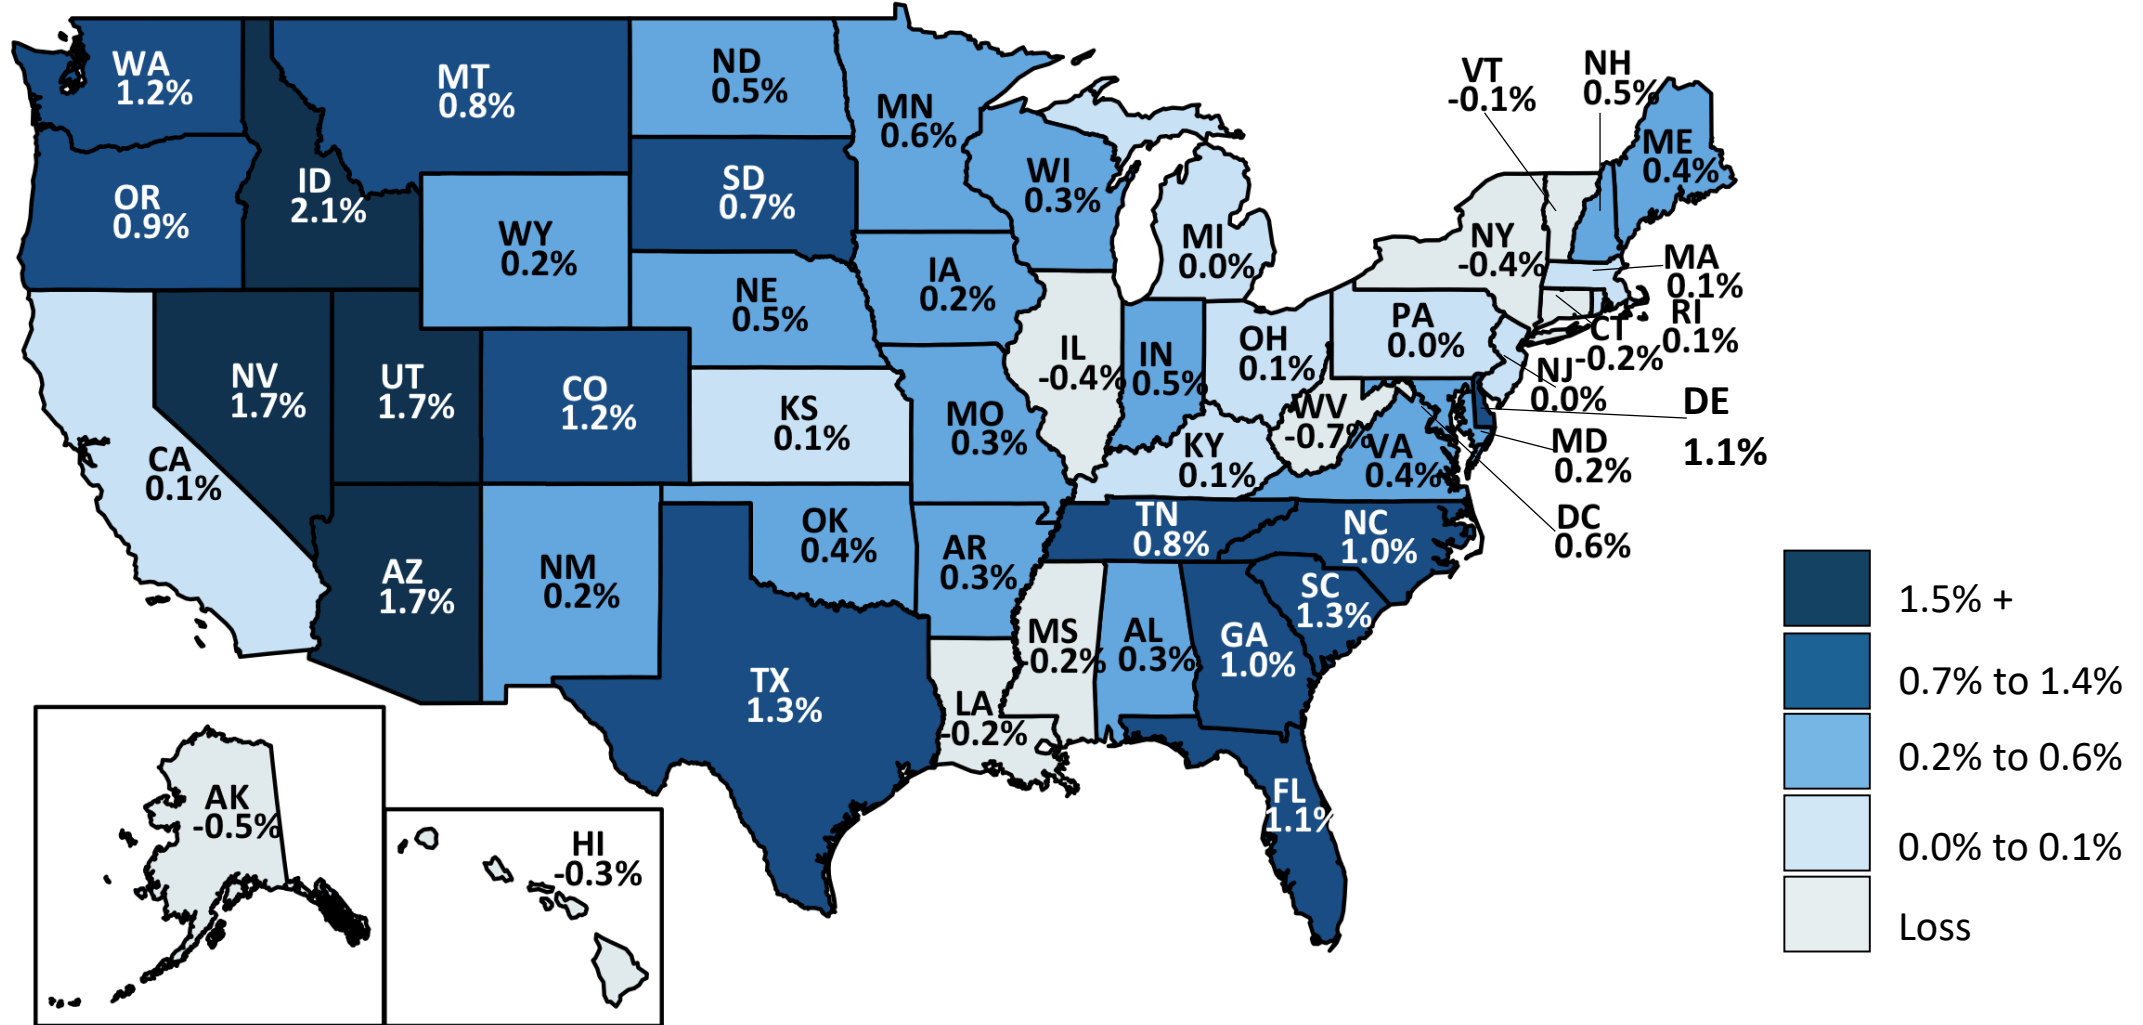 WA
1.2%
MT
0.8%
ND
0.5%
MN
0.6%
VT
-0.1%
NH
0.5%
ME
0.4%
OR
0.9%
ID
2.1%
WY
0.2%
SD
0.7%
WI
0.3%
MI
0.0%
NY
-0.4%
MA
0.1%
RI
0.1%
CT
-0.2%
NE
0.5%
IA
0.2%
IL
-0.4%
IN
0.5%
OH
0.1%
PA
0.0%
NJ
0.0%
DE
1.1%
MD
0.2%
DC
0.6%
CA
0.1%
NV
1.7%
UT
1.7%
CO
1.2%
KS
0.1%
MO
0.3%
KY
0.1%
WV
-0.7%
VA
0.4%
AZ
1.7%
NM
0.2%
OK
0.4%
AR
0.3%
TN
0.8%
NC
1.0%
SC
1.3%
TX
1.3%
LA
-0.2%
MS
-0.2%
AL
0.3%
GA
1.0%
FL
1.1%
AK
-0.5%
HI
-0.3%
1.5% +
0.7% to 1.4%
0.2% to 0.6%
0.0% to 0.1%
Loss